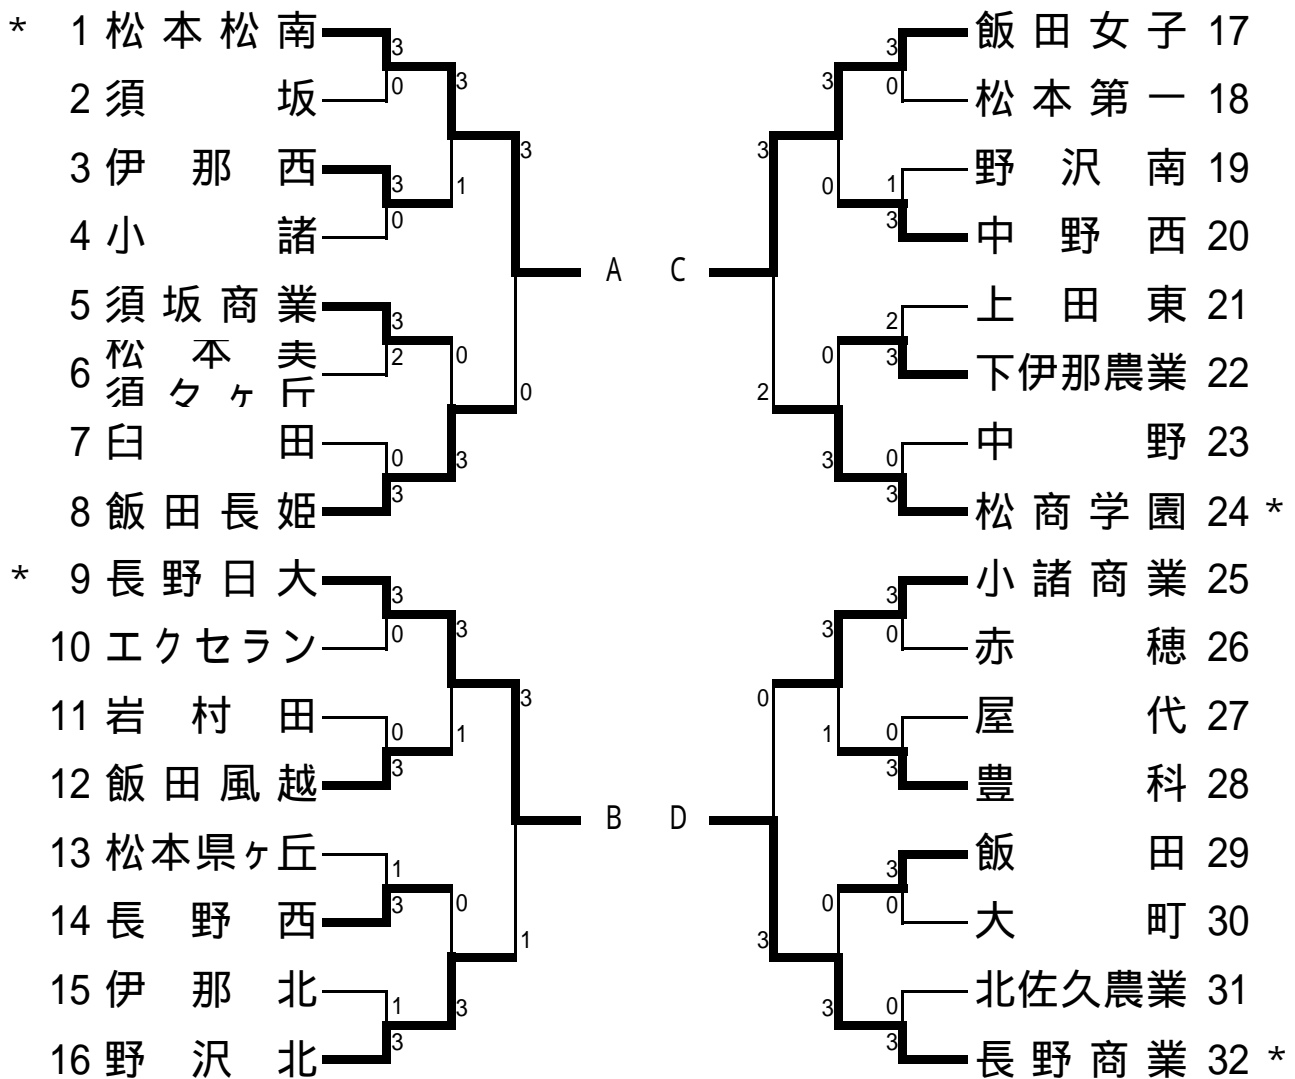 * 1 松本松南
2 須坂
3 伊那西
4 小諸
5 須坂商業
6 松本美
須々ヶ丘
7 臼田
8 飯田長姫
* 9 長野日大
10 エクセラン
11 岩村田
12 飯田風越
13 松本県ヶ丘
14 長野西
15 伊那北
16 野沢北
3
0
3
0
3
2
0
3
3
0
0
3
1
3
1
3
3
1
0
3
3
1
0
3
3
0
3
1
A
B
C
D
3
2
0
3
3
0
0
3
3
1
0
3
3
0
1
3
2
3
0
3
3
0
0
3
3
0
0
3
飯田女子 17
松本第一 18
野沢南 19
中野西 20
上田東 21
下伊那農業 22
中野 23
松商学園 24 *
小諸商業 25
赤穂 26
屋代 27
豊科 28
飯田 29
大町 30
北佐久農業 31
長野商業 32 *